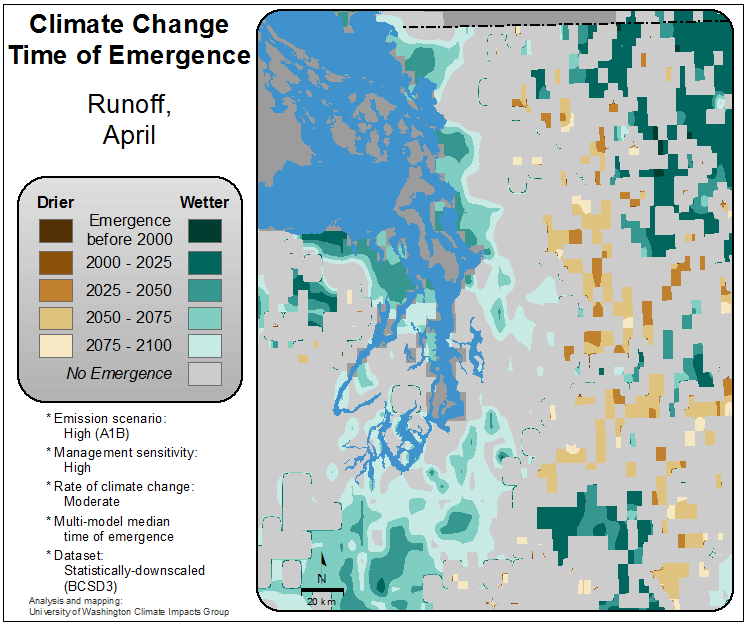 Climate Change
Time of Emergence
Runoff,
April
Drier Wetter
Emergence
before 2000
2000 - 2025
2025 - 2050
2050 - 2075
2075 - 2100
No Emergence
* Emission scenario:
High (A1B)
* Management sensitivity:
High
* Rate of climate change:
Moderate
* Multi-model median
time of emergence
* Dataset:
Statistically-downscaled
(BCSD3)
Analysis and mapping:
University of Washington Climate Impacts Group
N
20 km